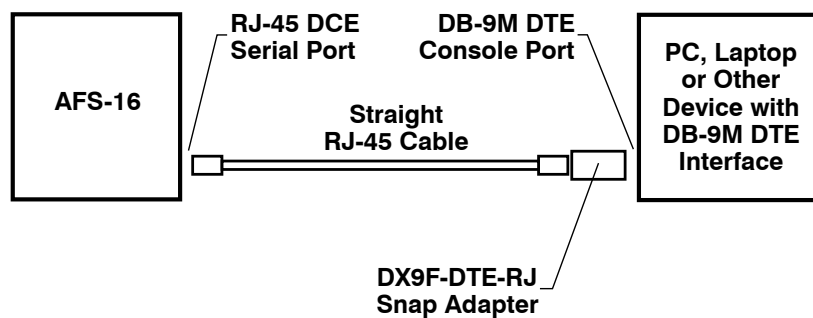 RJ-45 DCE
Serial Port
DB-9M DTE
Console Port
AFS-16
Straight
RJ-45 Cable
PC, Laptop
or Other
Device with
DB-9M DTE
Interface
DX9F-DTE-RJ
Snap Adapter